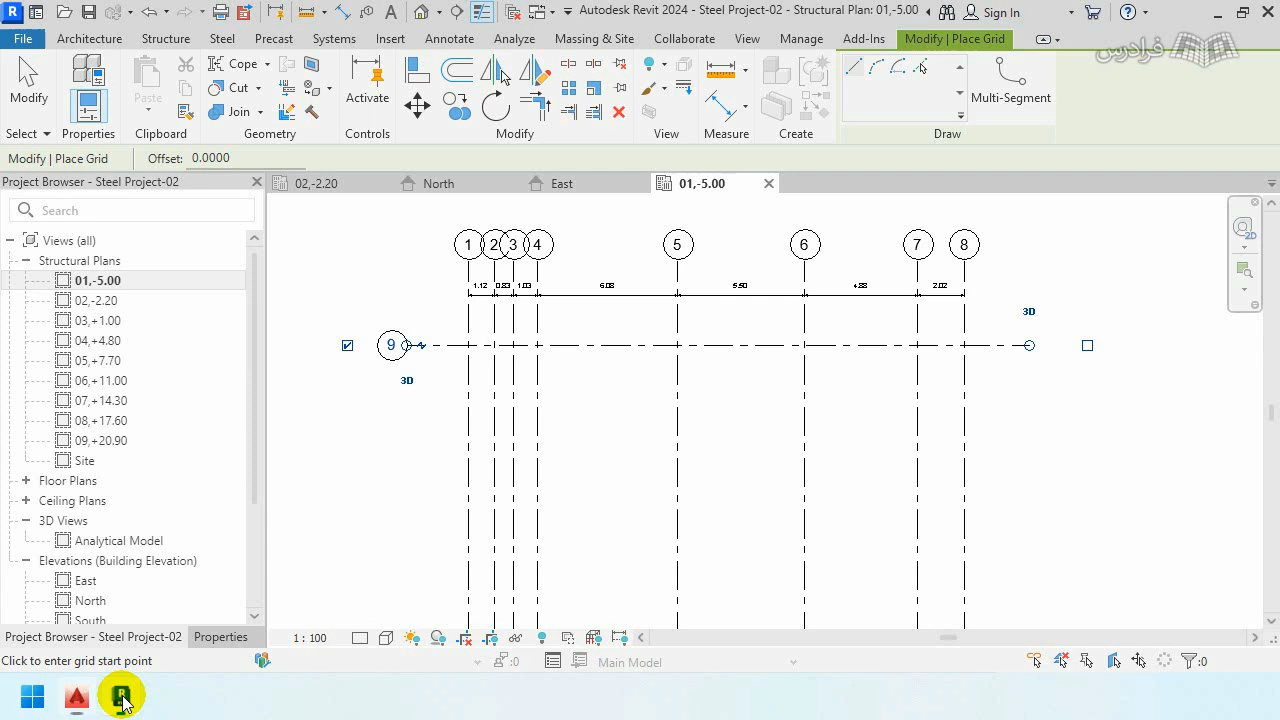 Autodesk Revit 2024 - Steel Project-02 - Structural Plan: 01,-5.00
Sign In
File Architecture Structure Steel Precast Systems Insert Annotate Analyze Massing & Site Collaborate View Manage Add-Ins Modify | Place Grid
فرادرس
Modify Paste Cope Cut Join Activate Multi-Segment
Select Properties Clipboard Geometry Controls Modify View Measure Create Draw
Modify | Place Grid Offset: 0.0000
Project Browser - Steel Project-02
02,-2.20 North East 01,-5.00
Search
Views (all)
Structural Plans
01,-5.00
02,-2.20
03,+1.00
04,+4.80
05,+7.70
06,+11.00
07,+14.30
08,+17.60
09,+20.90
Site
Floor Plans
Ceiling Plans
3D Views
Analytical Model
Elevations (Building Elevation)
East
North
South
1 2 3 4 5 6 7 8
1.12 0.83 1.03 6.08 5.50 4.88 2.02
3D
9
3D
2D
Project Browser - Steel Project-02 Properties
1 : 100
Click to enter grid start point
:0
Main Model
:0